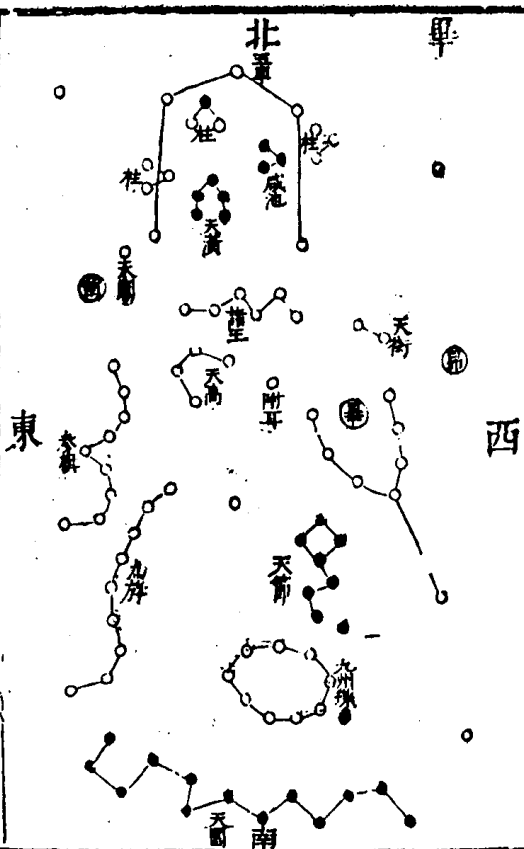 畢
北
五車
柱
柱
柱
咸池
天潢
天關
諸王
天街
昴
天高
附耳
畢
東
西
參旗
九斿
天節
九州殊
天園
南